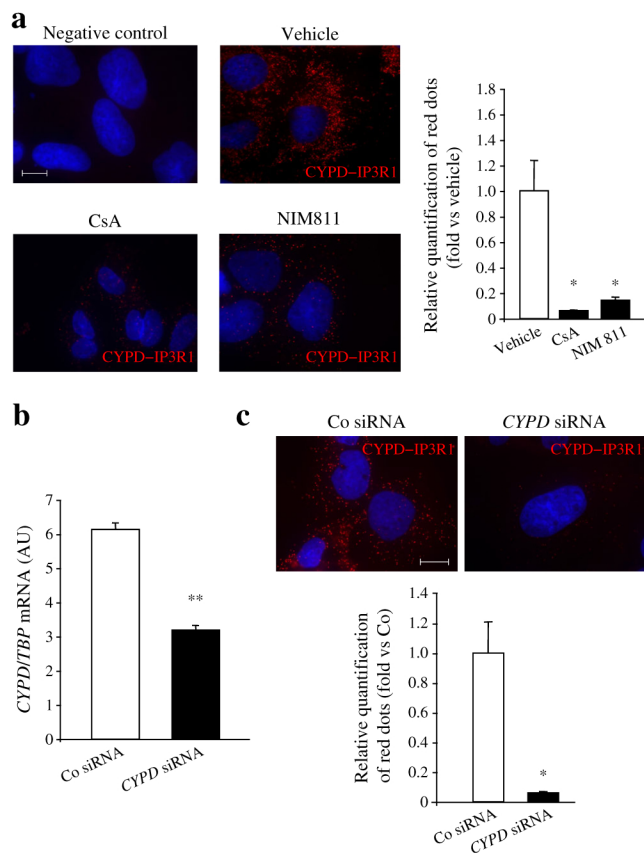 a
Negative control
Vehicle
CYPD–IP3R1
CsA
NIM811
CYPD–IP3R1
CYPD–IP3R1
Relative quantification of red dots
(fold vs vehicle)
1.8
1.6
1.4
1.2
1.0
0.8
0.6
0.4
0.2
0
*
*
Vehicle
CsA
NIM 811
b
CYPD/TBP mRNA (AU)
7
6
5
4
3
2
1
0
**
Co siRNA
CYPD siRNA
c
Co siRNA
CYPD siRNA
CYPD–IP3R1
CYPD–IP3R1
Relative quantification
of red dots (fold vs Co)
1.4
1.2
1.0
0.8
0.6
0.4
0.2
0
*
Co siRNA
CYPD siRNA